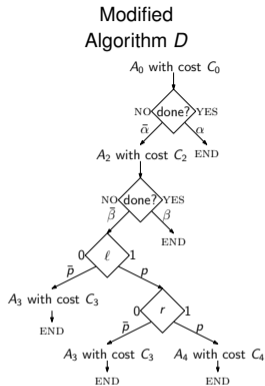 Modified
Algorithm D
A₀ with cost C₀
NO done? YES
ᾱ α
A₂ with cost C₂ END
NO done? YES
β̄ β
END
0 ℓ 1
p̄ p
A₃ with cost C₃ 0 r 1
END p̄ p
A₃ with cost C₃ A₄ with cost C₄
END END